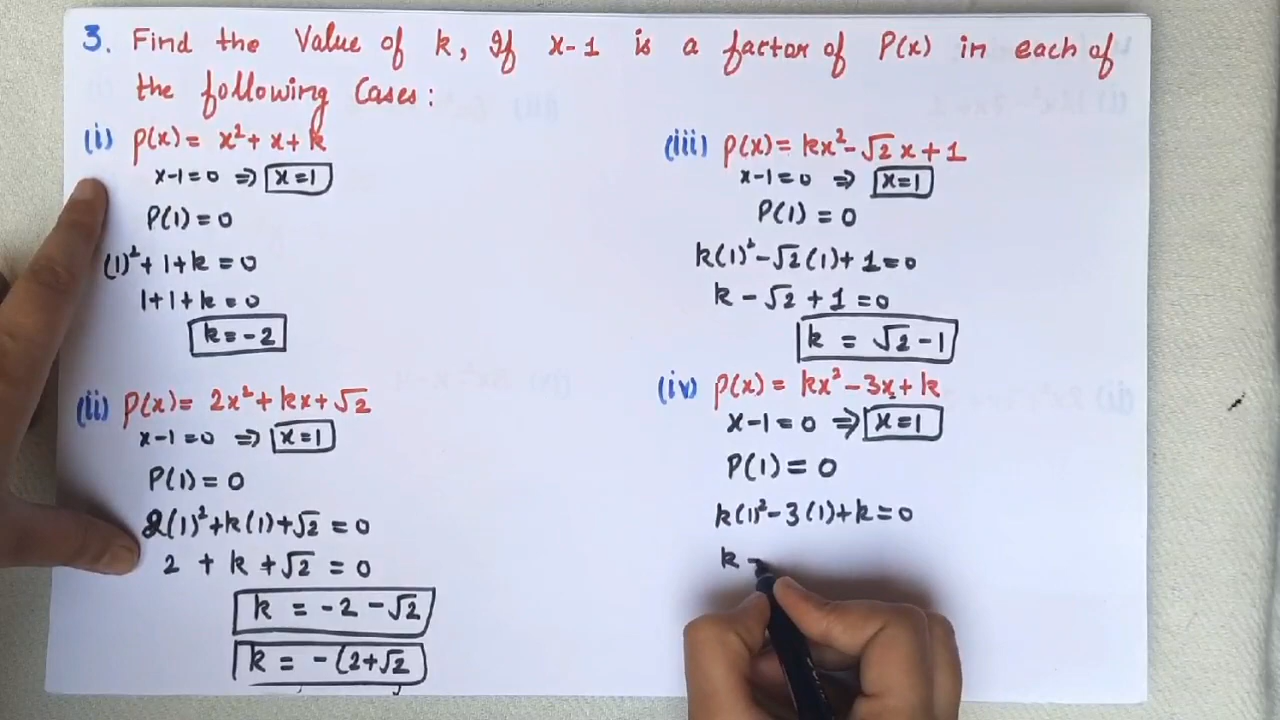 3. Find the Value of k, If x-1 is a factor of P(x) in each of
the following Cases:
(i) p(x) = x² + x + k
x-1 = 0 ⇒ x = 1
P(1) = 0
(1)² + 1 + k = 0
1 + 1 + k = 0
k = -2
(ii) p(x) = 2x² + kx + √2
x-1 = 0 ⇒ x = 1
P(1) = 0
2(1)² + k(1) + √2 = 0
2 + k + √2 = 0
k = -2 - √2
k = -(2+√2
(iii) p(x) = kx² - √2 x + 1
x-1 = 0 ⇒ x = 1
P(1) = 0
k(1)² - √2(1) + 1 = 0
k - √2 + 1 = 0
k = √2 - 1
(iv) p(x) = kx² - 3x + k
x-1 = 0 ⇒ x = 1
P(1) = 0
k(1)² - 3(1) + k = 0
k -